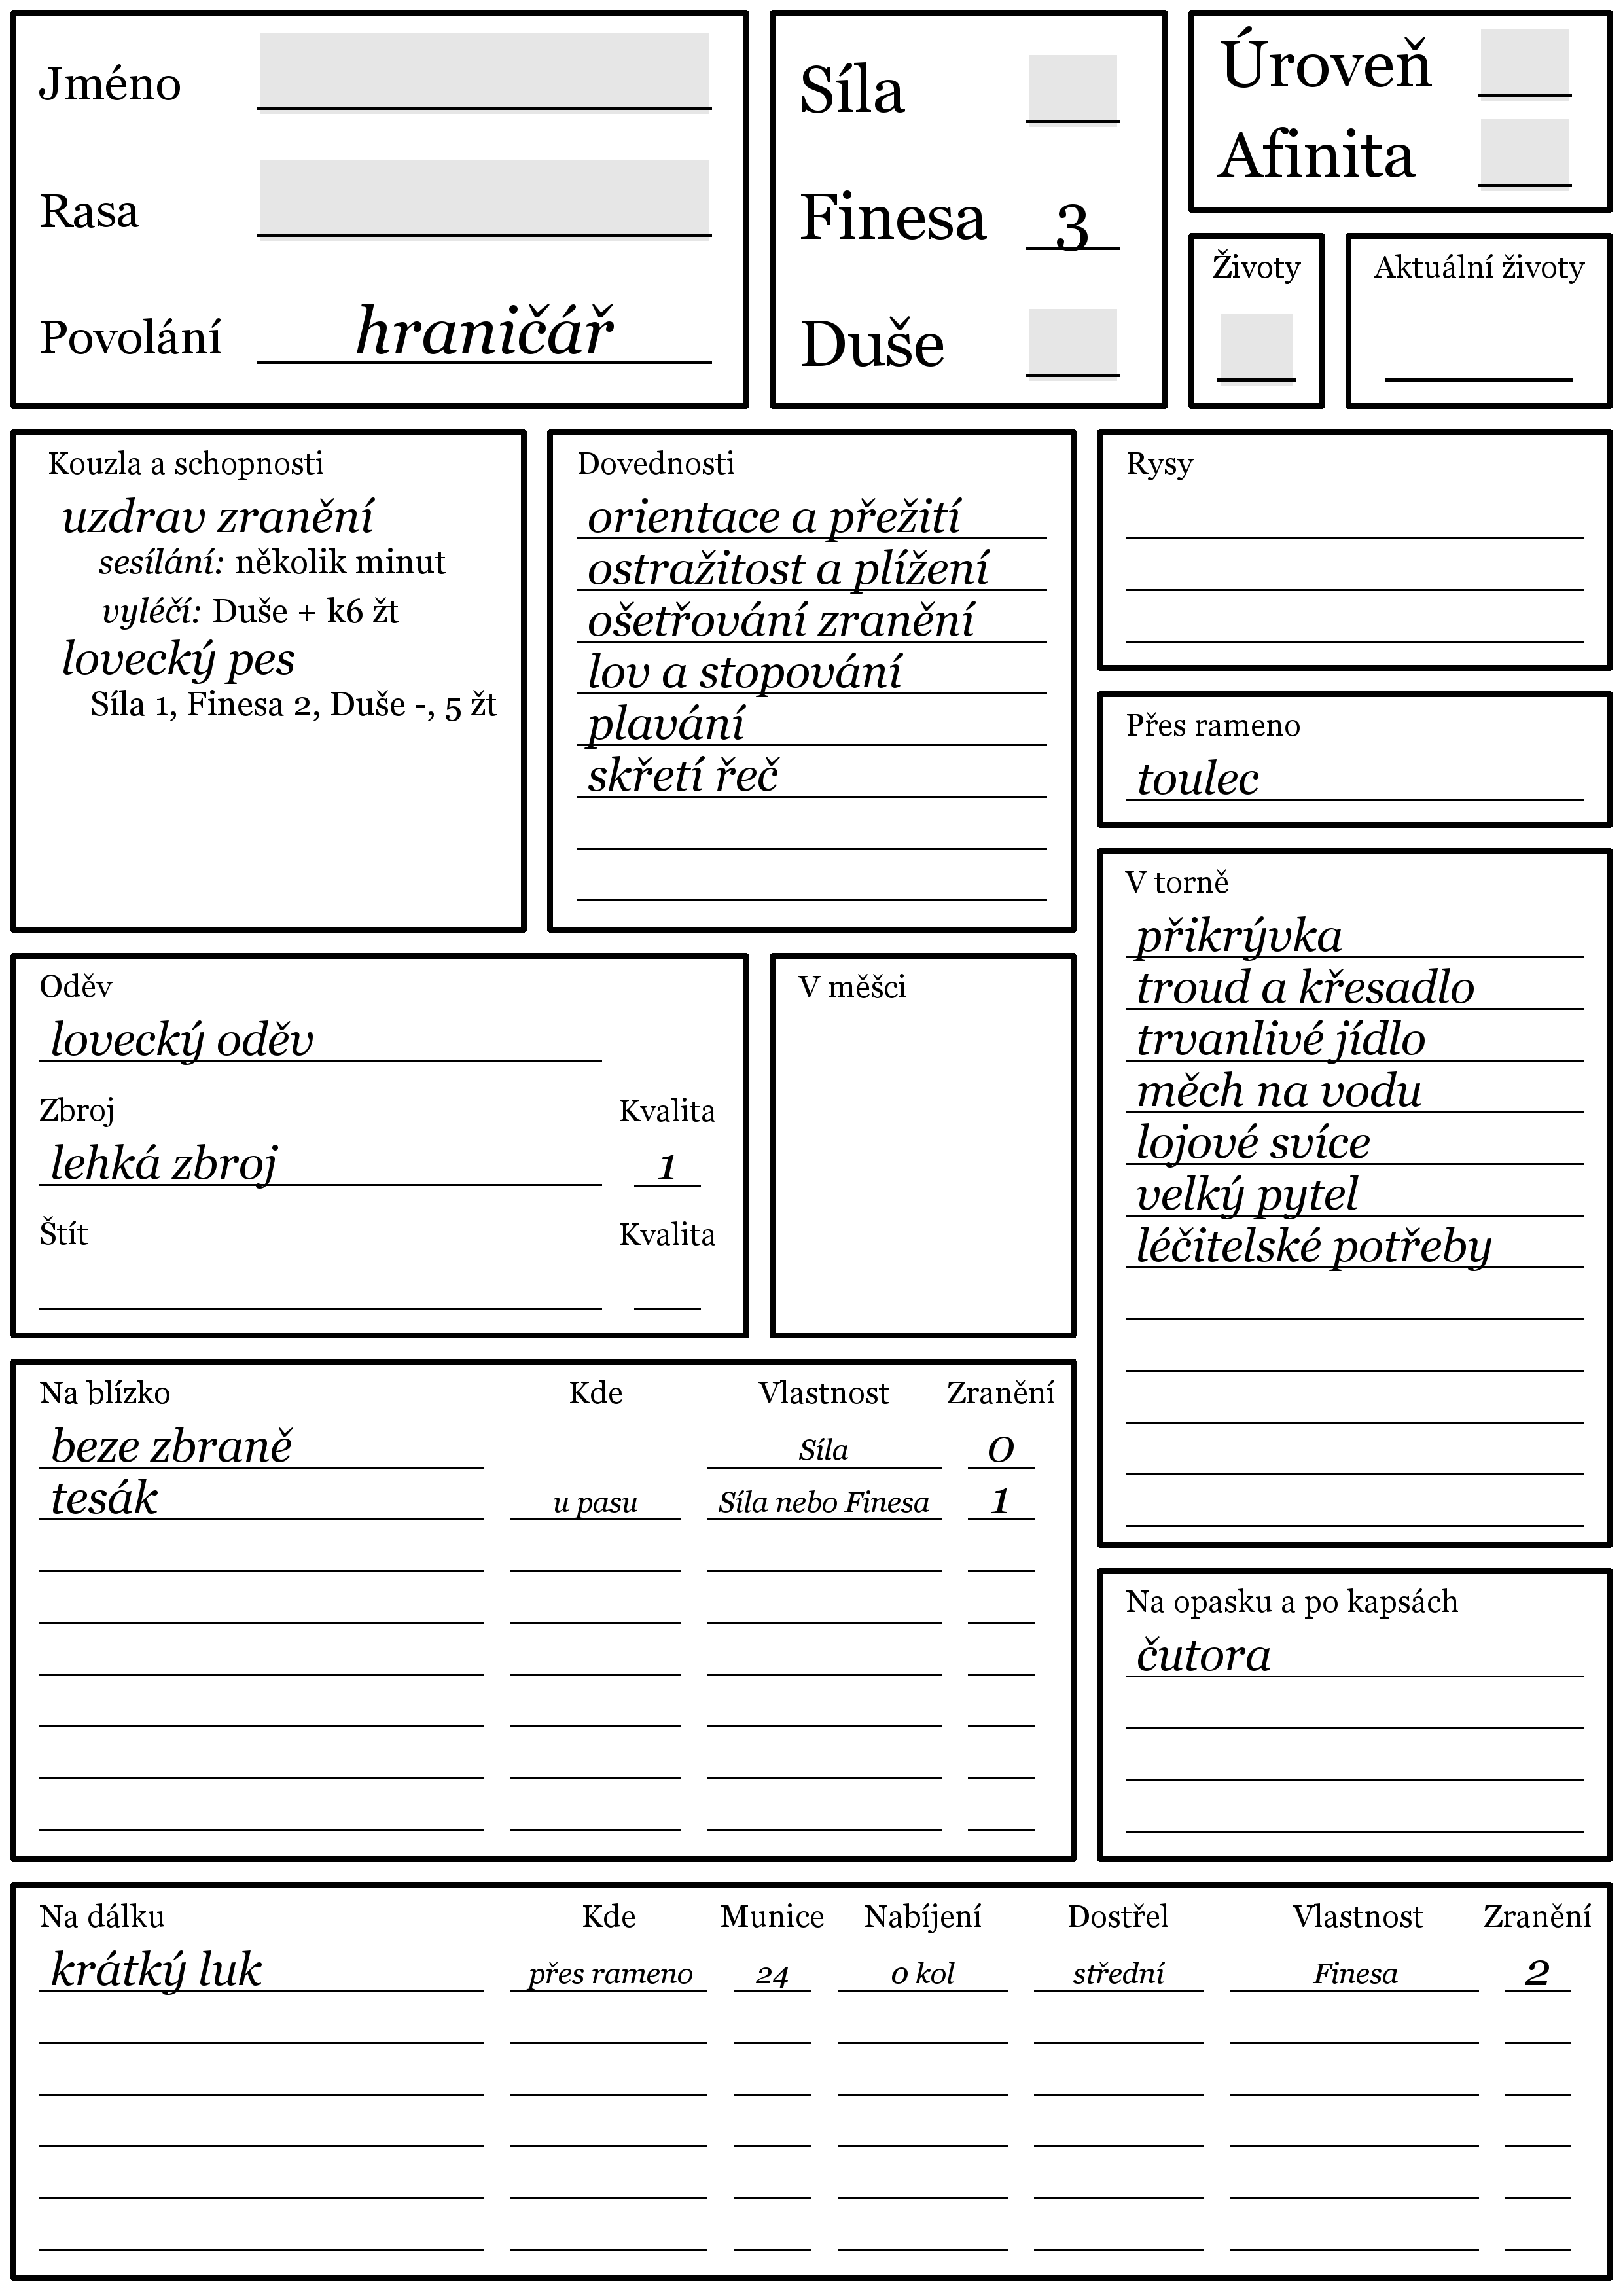 Jméno
Rasa
Povolání hraničář
Síla
Finesa 3
Duše
Úroveň
Afinita
Životy
Aktuální životy
Kouzla a schopnosti
uzdrav zranění
sesílání: několik minut
vyléčí: Duše + k6 žt
lovecký pes
Síla 1, Finesa 2, Duše -, 5 žt
Dovednosti
orientace a přežití
ostražitost a plížení
ošetřování zranění
lov a stopování
plavání
skřetí řeč
Rysy
Přes rameno
toulec
V torně
přikrývka
troud a křesadlo
trvanlivé jídlo
měch na vodu
lojové svíce
velký pytel
léčitelské potřeby
Oděv
lovecký oděv
Zbroj Kvalita
lehká zbroj 1
Štít Kvalita
V měšci
Na blízko Kde Vlastnost Zranění
beze zbraně Síla 0
tesák u pasu Síla nebo Finesa 1
Na opasku a po kapsách
čutora
Na dálku Kde Munice Nabíjení Dostřel Vlastnost Zranění
krátký luk přes rameno 24 0 kol střední Finesa 2